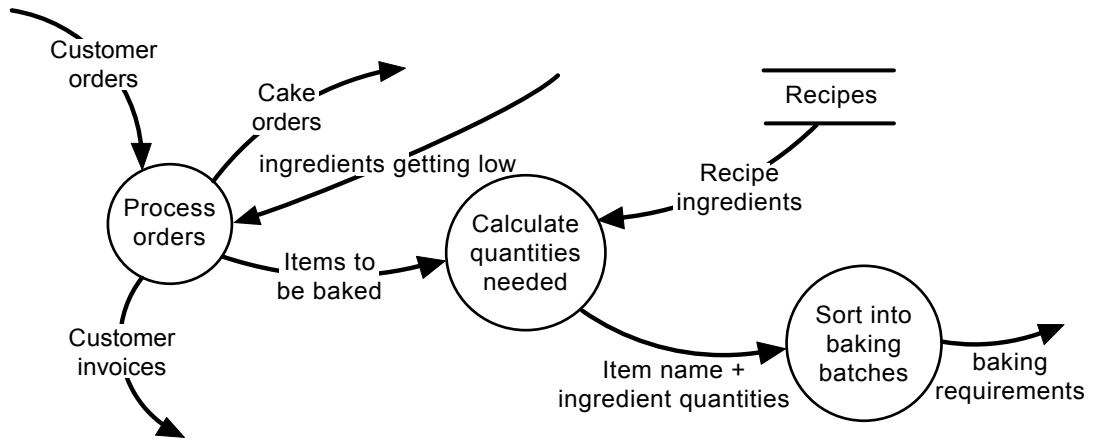 Customer
orders
Cake
orders
ingredients getting low
Recipes
Recipe
ingredients
Process
orders
Calculate
quantities
needed
Items to
be baked
Customer
invoices
Sort into
baking
batches
Item name +
ingredient quantities
baking
requirements